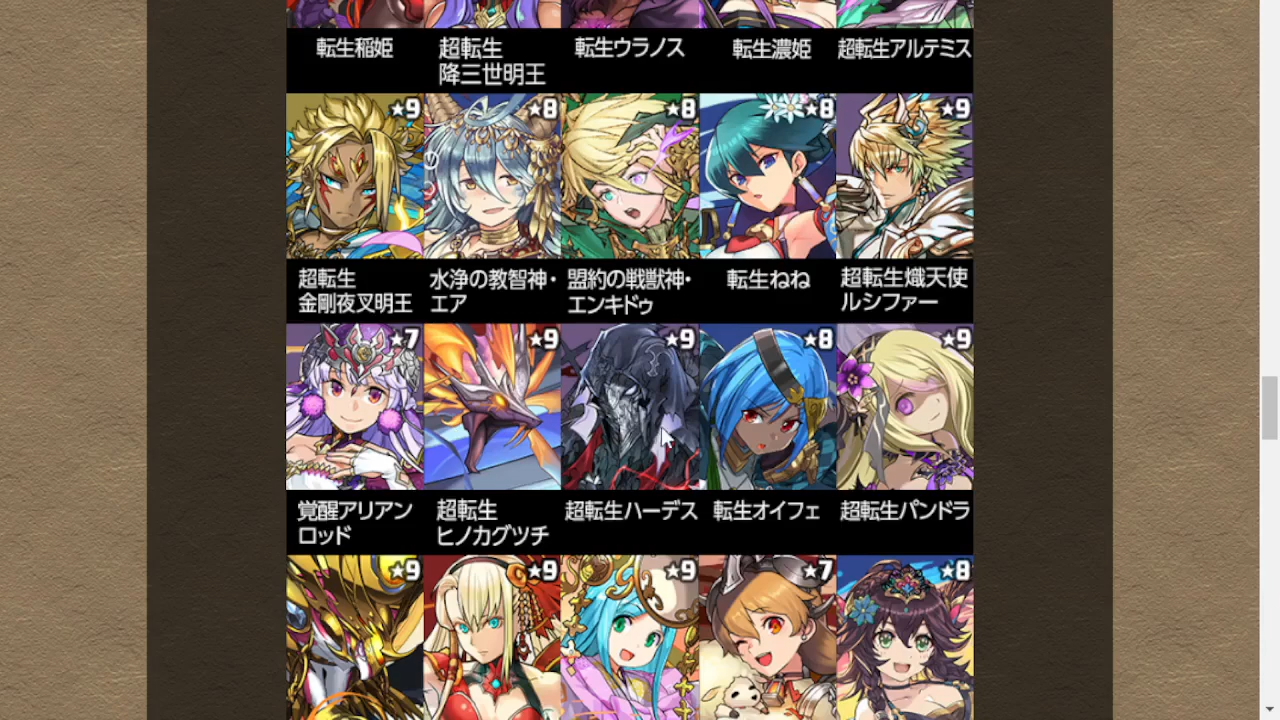 転生稲姫
超転生
降三世明王
転生ウラノス
転生濃姫
超転生アルテミス
★9
★8
★8
★8
★9
超転生
金剛夜叉明王
水浄の教智神・
エア
盟約の戦獣神・
エンキドゥ
転生ねね
超転生熾天使
ルシファー
★7
★9
★9
★8
★9
覚醒アリアン
ロッド
超転生
ヒノカグツチ
超転生ハーデス
転生オイフェ
超転生パンドラ
★9
★9
★9
★7
★8